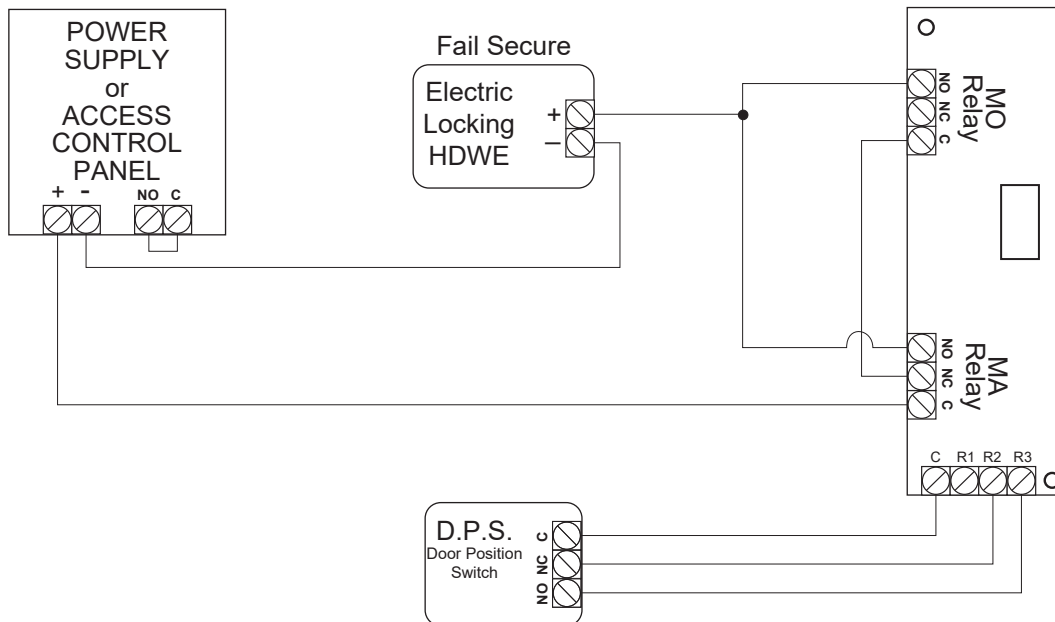 POWER
SUPPLY
or
ACCESS
CONTROL
PANEL
+ -
NO C
Fail Secure
Electric
Locking
HDWE
+
–
NO
NC
C
MO
Relay
NO
NC
C
MA
Relay
C R1 R2 R3
D.P.S.
Door Position
Switch
C
NC
NO